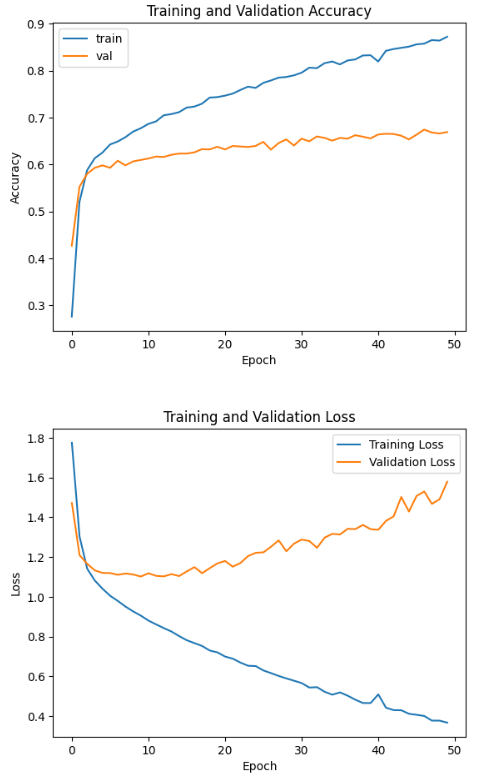 Training and Validation Accuracy
0.9
0.8
0.7
0.6
0.5
0.4
0.3
Accuracy
train
val
0 10 20 30 40 50
Epoch
Training and Validation Loss
1.8
1.6
1.4
1.2
1.0
0.8
0.6
0.4
Loss
Training Loss
Validation Loss
0 10 20 30 40 50
Epoch